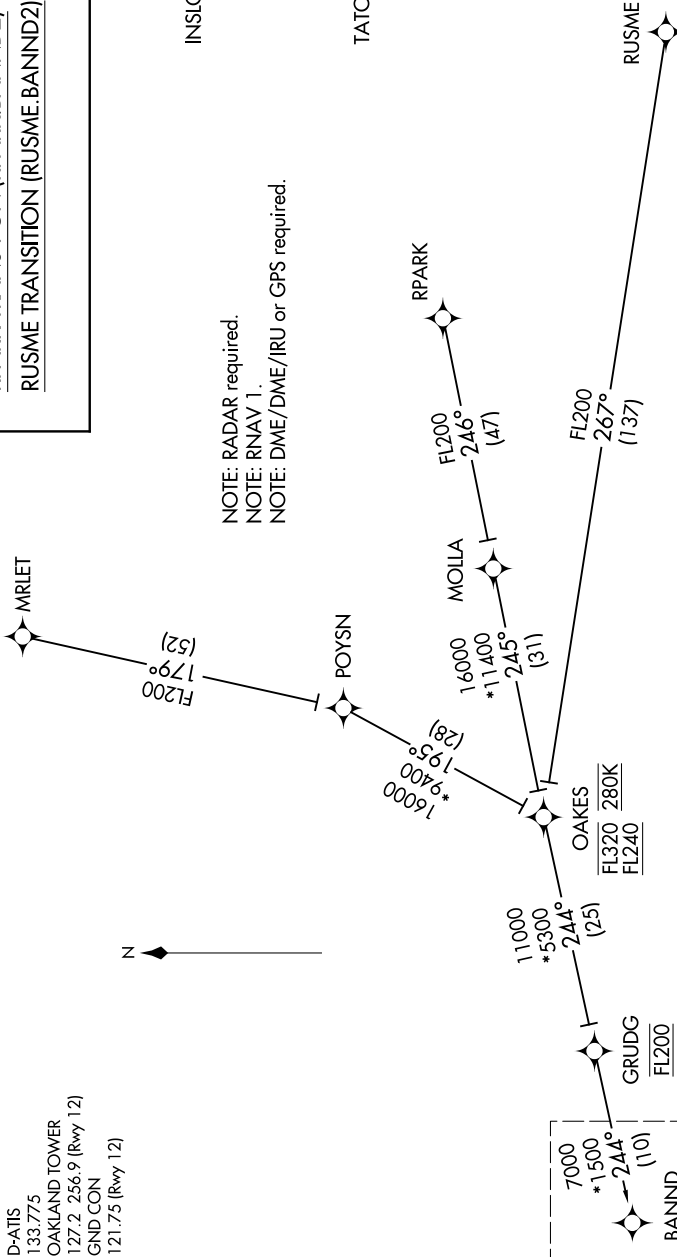 RUSME TRANSITION (RUSME.BANND2)
D-ATIS
133.775
OAKLAND TOWER
127.2 256.9 (Rwy 12)
GND CON
121.75 (Rwy 12)
N
NOTE: RADAR required.
NOTE: RNAV 1.
NOTE: DME/DME/IRU or GPS required.
MRLET
FL200
179°
(52)
POYSN
16000
*9400
195°
(28)
RPARK
FL200
246°
(47)
MOLLA
16000
*11400
245°
(31)
RUSME
FL200
267°
(137)
OAKES
FL320 280K
FL240
11000
*5300
244°
(25)
GRUDG
FL200
7000
*1500
244°
(10)
BANND